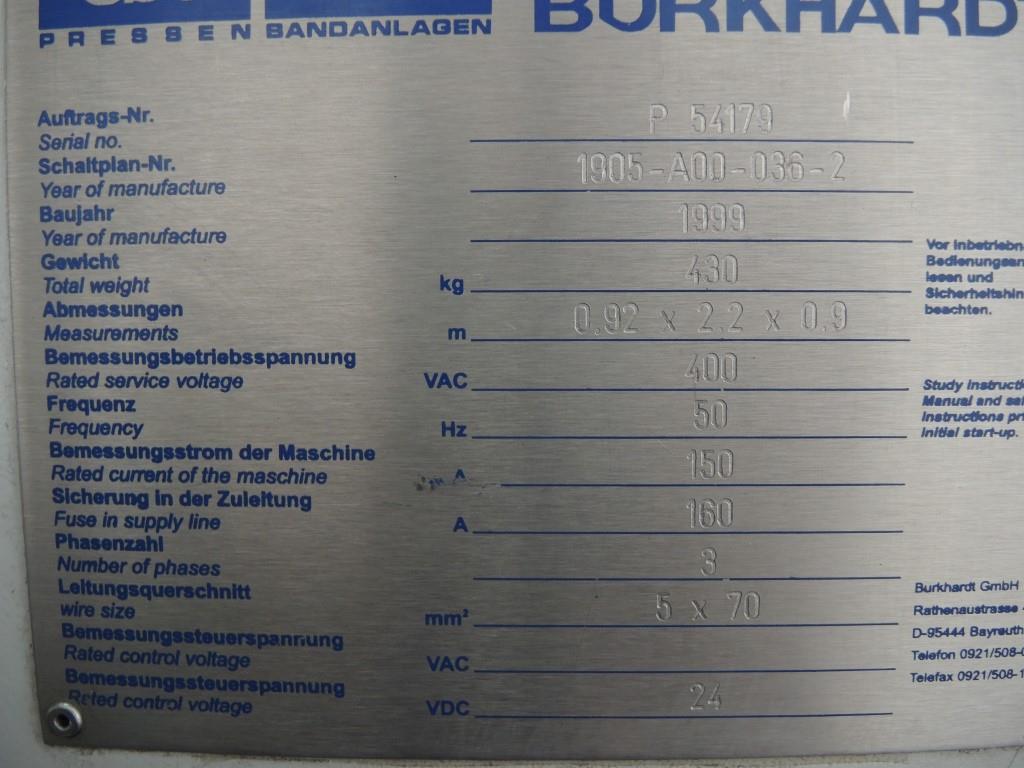 PRESSEN BANDANLAGEN
BURKHARDT
Auftrags-Nr.
Serial no. P 54179
Schaltplan-Nr.
Year of manufacture 1905-A00-036-2
Baujahr
Year of manufacture 1999
Gewicht
Total weight kg 430
Abmessungen
Measurements m 0.92 x 2.2 x 0.9
Bemessungsbetriebsspannung
Rated service voltage VAC 400
Frequenz
Frequency Hz 50
Bemessungsstrom der Maschine
Rated current of the maschine A 150
Sicherung in der Zuleitung
Fuse in supply line A 160
Phasenzahl
Number of phases 3
Leitungsquerschnitt
wire size mm² 5 x 70
Bemessungssteuerspannung
Rated control voltage VAC
Bemessungssteuerspannung
Rated control voltage VDC 24
Vor Inbetriebn
Bedienungsan
lesen und
Sicherheitshin
beachten.
Study Instructi
Manual and sa
Instructions pr
initial start-up.
Burkhardt GmbH
Rathenaustrasse
D-95444 Bayreuth
Telefon 0921/508-
Telefax 0921/508-1